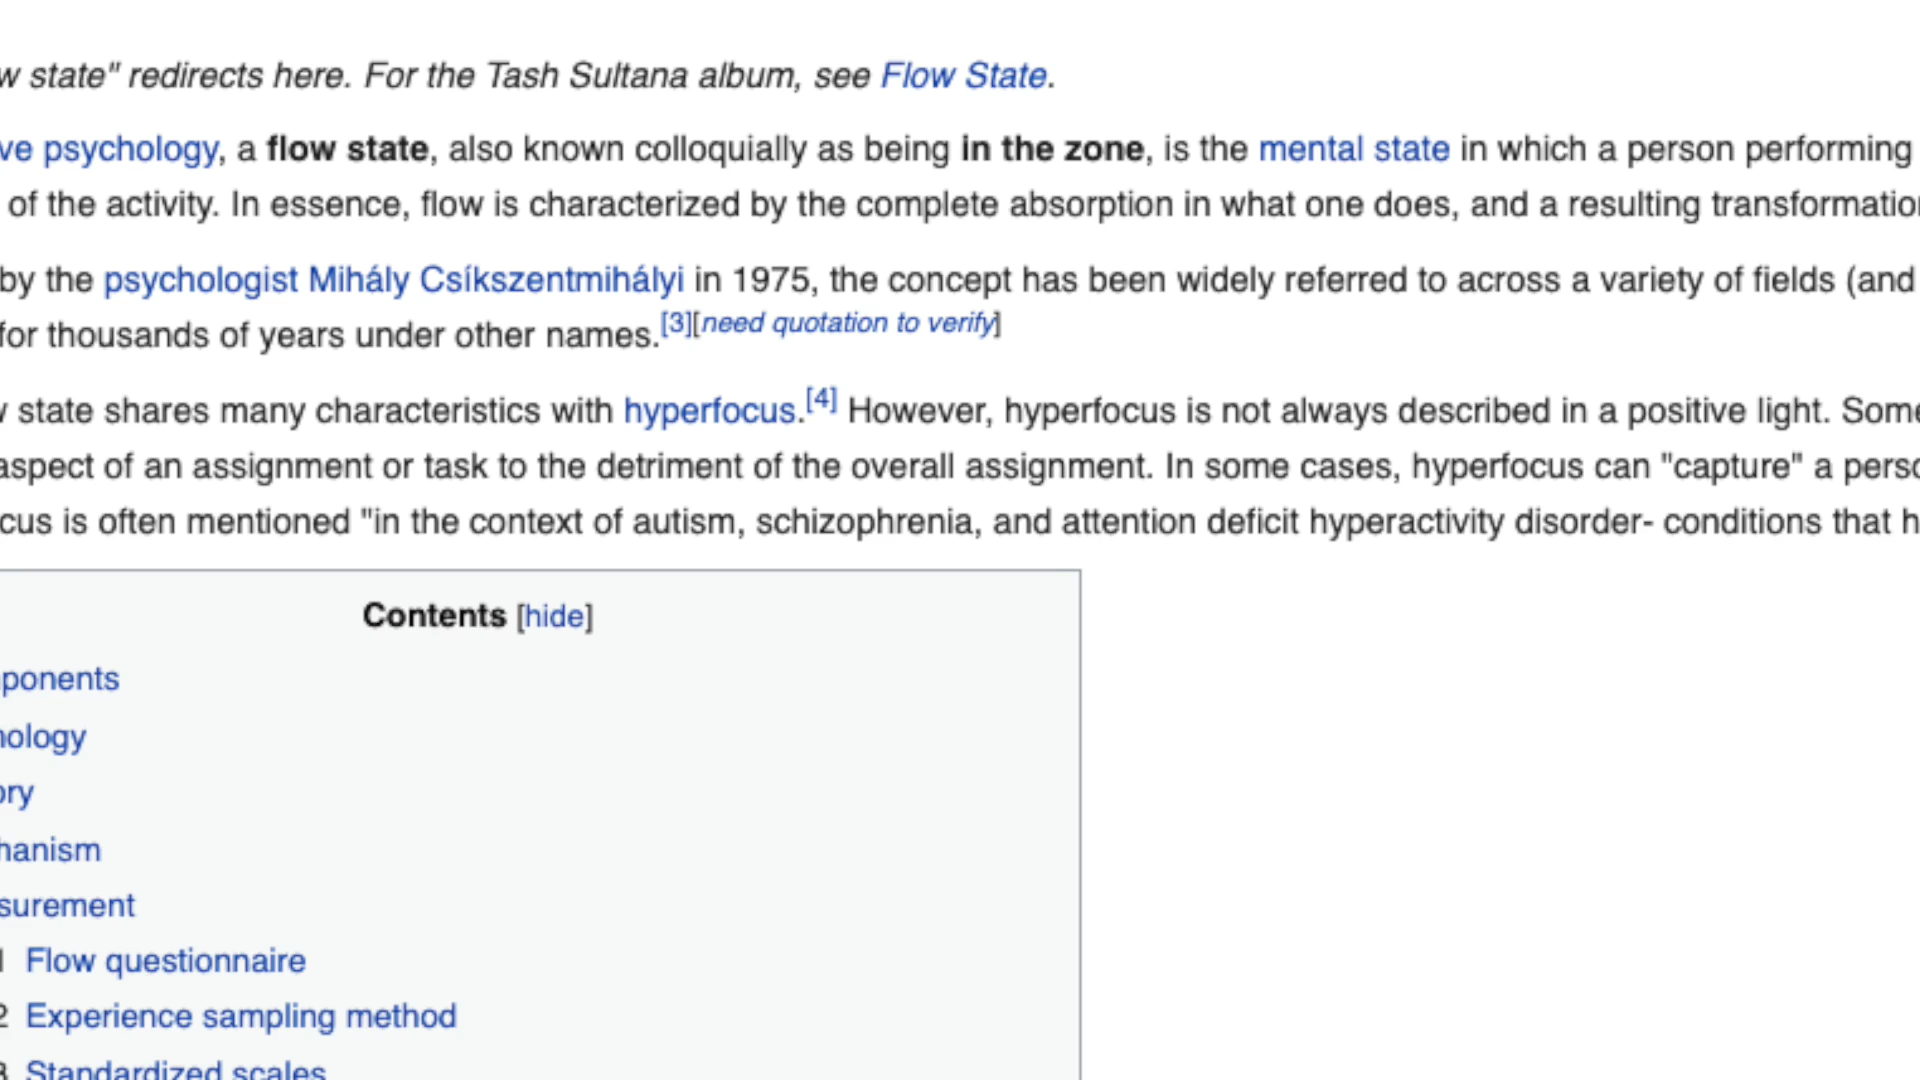 w state" redirects here. For the Tash Sultana album, see Flow State.
ve psychology, a flow state, also known colloquially as being in the zone, is the mental state in which a person performing
of the activity. In essence, flow is characterized by the complete absorption in what one does, and a resulting transformatio
by the psychologist Mihály Csíkszentmihályi in 1975, the concept has been widely referred to across a variety of fields (and
for thousands of years under other names.[3][need quotation to verify]
w state shares many characteristics with hyperfocus.[4] However, hyperfocus is not always described in a positive light. Some
aspect of an assignment or task to the detriment of the overall assignment. In some cases, hyperfocus can "capture" a perso
cus is often mentioned "in the context of autism, schizophrenia, and attention deficit hyperactivity disorder- conditions that h
Contents [hide]
ponents
nology
ory
hanism
surement
1 Flow questionnaire
2 Experience sampling method
3 Standardized scales